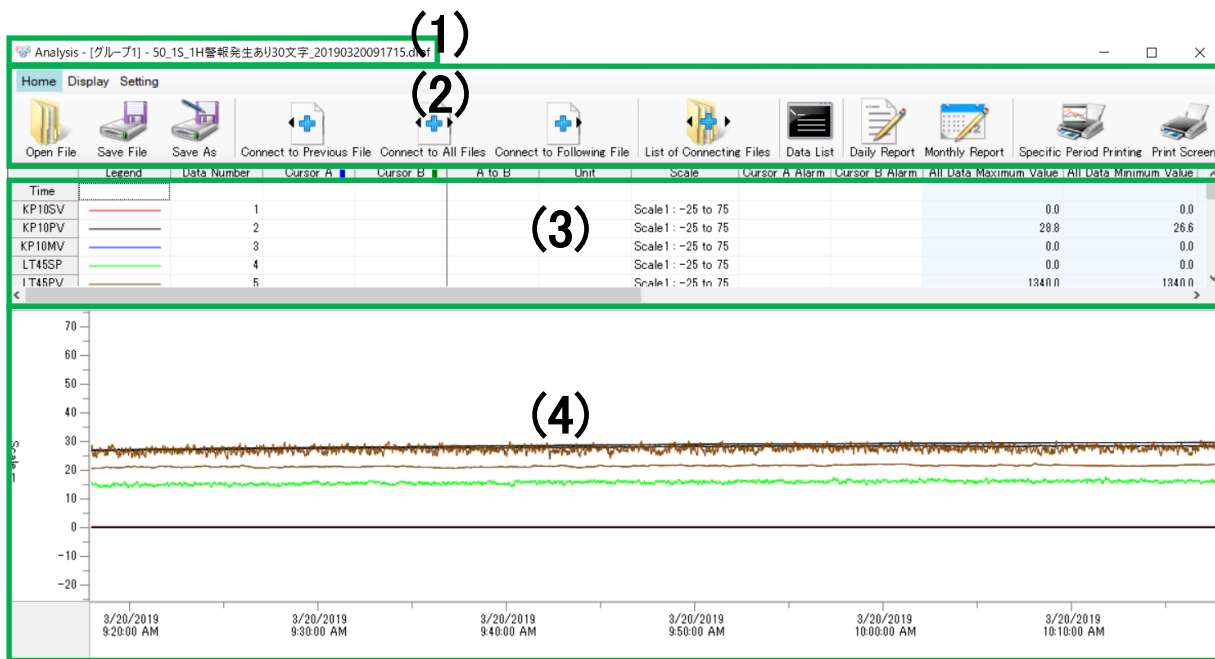 (1)
Analysis - [グループ1] - 50_1S_1H警報発生あり30文字_20190320091715.drsf
Home Display Setting
(2)
Open File Save File Save As Connect to Previous File Connect to All Files Connect to Following File List of Connecting Files Data List Daily Report Monthly Report Specific Period Printing Print Screen
Legend Data Number Cursor A Cursor B A to B Unit Scale Cursor A Alarm Cursor B Alarm All Data Maximum Value All Data Minimum Value
Time
KP10SV 1 Scale1 : -25 to 75 0.0 0.0
KP10PV 2 Scale1 : -25 to 75 28.8 26.6
(3)
KP10MV 3 Scale1 : -25 to 75 0.0 0.0
LT45SP 4 Scale1 : -25 to 75 0.0 0.0
LT45PV 5 Scale1 : -25 to 75 1340.0 1340.0
70
60
50
40
(4)
30
20
10
0
-10
-20
3/20/2019 3/20/2019 3/20/2019 3/20/2019 3/20/2019 3/20/2019
9:20:00 AM 9:30:00 AM 9:40:00 AM 9:50:00 AM 10:00:00 AM 10:10:00 AM